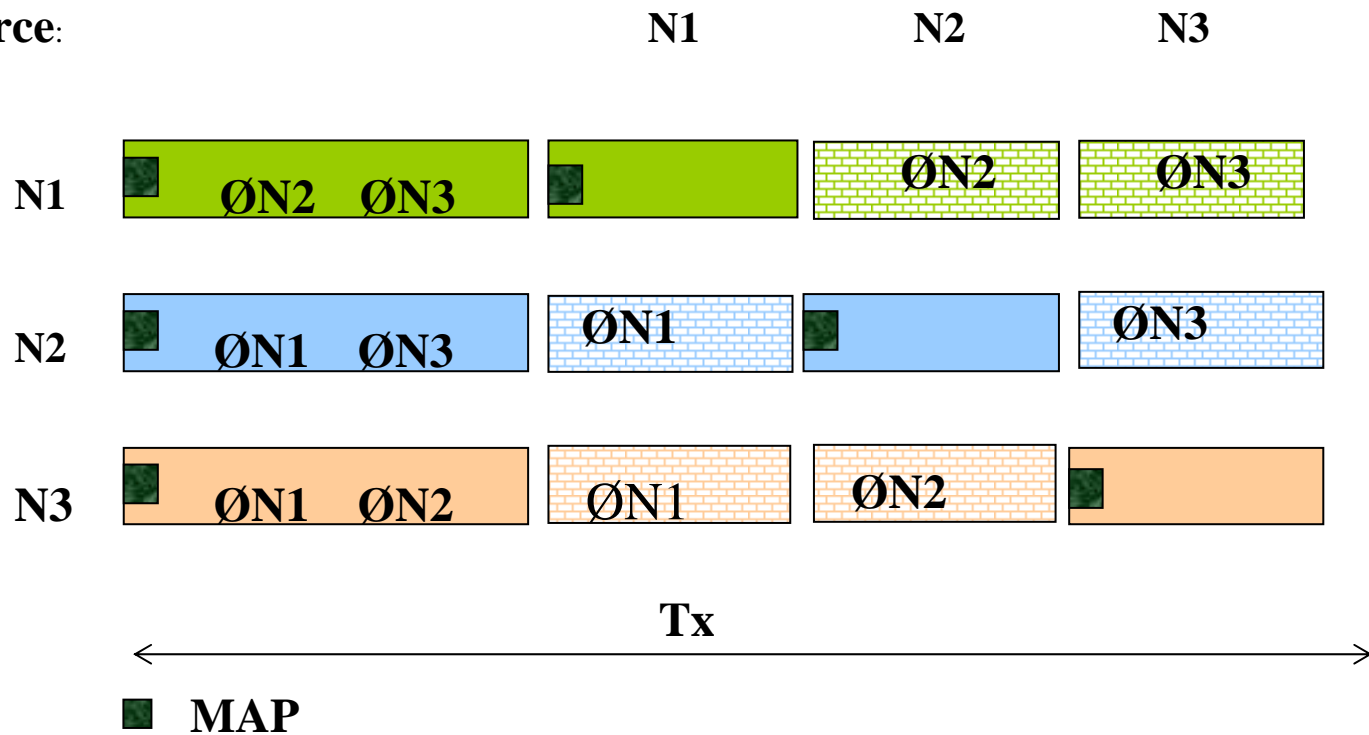 rce: N1 N2 N3
N1 ØN2 ØN3 ØN2 ØN3
N2 ØN1 ØN3 ØN1 ØN3
N3 ØN1 ØN2 ØN1 ØN2
Tx
MAP